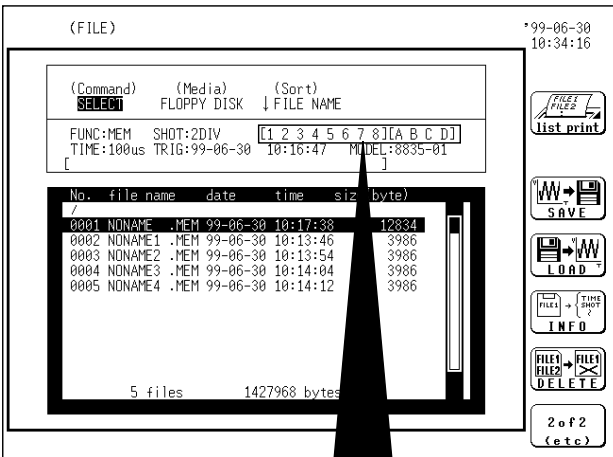 (FILE)
'99-06-30
10:34:16
(Command) (Media) (Sort)
SELECT FLOPPY DISK ↓FILE NAME
FUNC:MEM SHOT:2DIV [1 2 3 4 5 6 7 8][A B C D]
TIME:100us TRIG:99-06-30 10:16:47 MODEL:8835-01
[ ]
No. file name date time byte)
/
0001 NONAME .MEM 99-06-30 10:17:38 12834
0002 NONAME1 .MEM 99-06-30 10:13:46 3986
0003 NONAME2 .MEM 99-06-30 10:13:54 3986
0004 NONAME3 .MEM 99-06-30 10:14:04 3986
0005 NONAME4 .MEM 99-06-30 10:14:12 3986
5 files 1427968 bytes
FILE1
FILE2
list print
SAVE
LOAD
FILE1 → TIME
SHOT
INFO
FILE1 → FILE1
FILE2
DELETE
2of2
(etc)